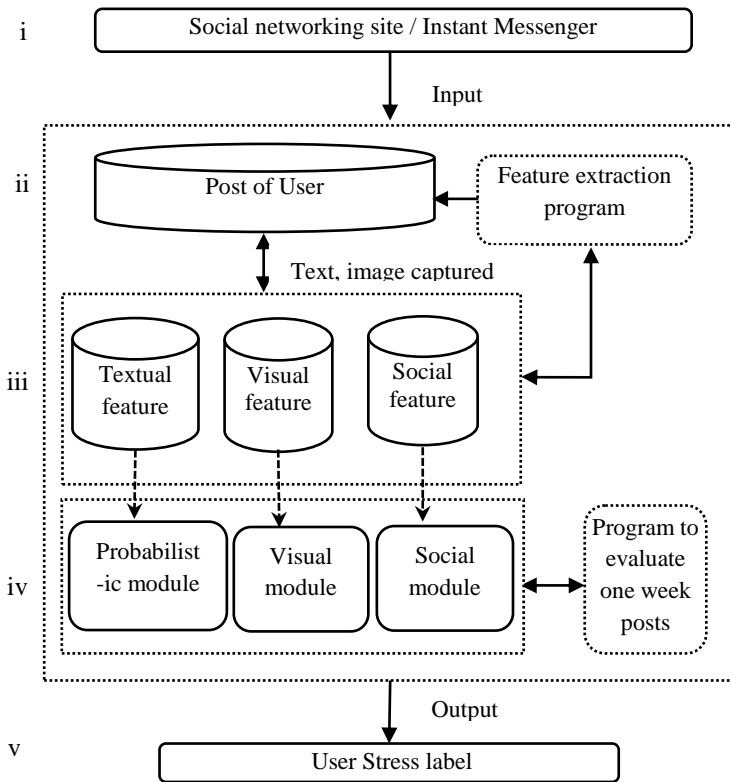 i
Social networking site / Instant Messenger
Input
ii
Post of User
Feature extraction
program
Text, image captured
iii
Textual
feature
Visual
feature
Social
feature
iv
Probabilist
-ic module
Visual
module
Social
module
Program to
evaluate
one week
posts
Output
v
User Stress label